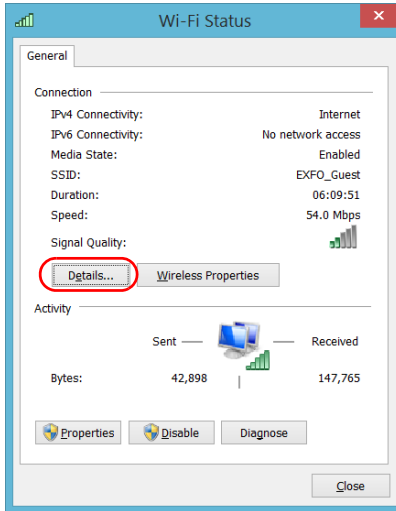 Wi-Fi Status
General
Connection
IPv4 Connectivity: Internet
IPv6 Connectivity: No network access
Media State: Enabled
SSID: EXFO_Guest
Duration: 06:09:51
Speed: 54.0 Mbps
Signal Quality:
Details... Wireless Properties
Activity
Sent Received
Bytes: 42,898 147,765
Properties Disable Diagnose
Close